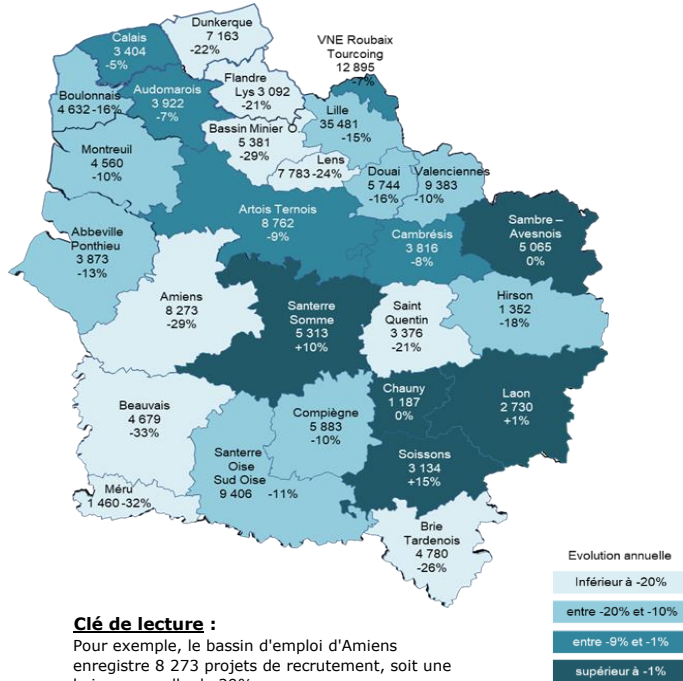 Dunkerque
7 163
-22%
Calais
3 404
-5%
VNE Roubaix
Tourcoing
12 895
-7%
Flandre
Lys 3 092
-21%
Audomarois
3 922
-7%
Boulonnais
4 632 -16%
Lille
35 481
-15%
Bassin Minier O
5 381
-29%
Montreuil
4 560
-10%
Lens
7 783 -24%
Douai
5 744
-16%
Valenciennes
9 383
-10%
Artois Ternois
8 762
-9%
Cambrésis
3 816
-8%
Sambre –
Avesnois
5 065
0%
Abbeville
Ponthieu
3 873
-13%
Amiens
8 273
-29%
Santerre
Somme
5 313
+10%
Saint
Quentin
3 376
-21%
Hirson
1 352
-18%
Beauvais
4 679
-33%
Compiègne
5 883
-10%
Chauny
1 187
0%
Laon
2 730
+1%
Santerre
Oise
Sud Oise
9 406 -11%
Soissons
3 134
+15%
Méru
1 460 -32%
Brie
Tardenois
4 780
-26%
Evolution annuelle
Inférieur à -20%
entre -20% et -10%
entre -9% et -1%
supérieur à -1%
Clé de lecture :
Pour exemple, le bassin d'emploi d'Amiens
enregistre 8 273 projets de recrutement, soit une